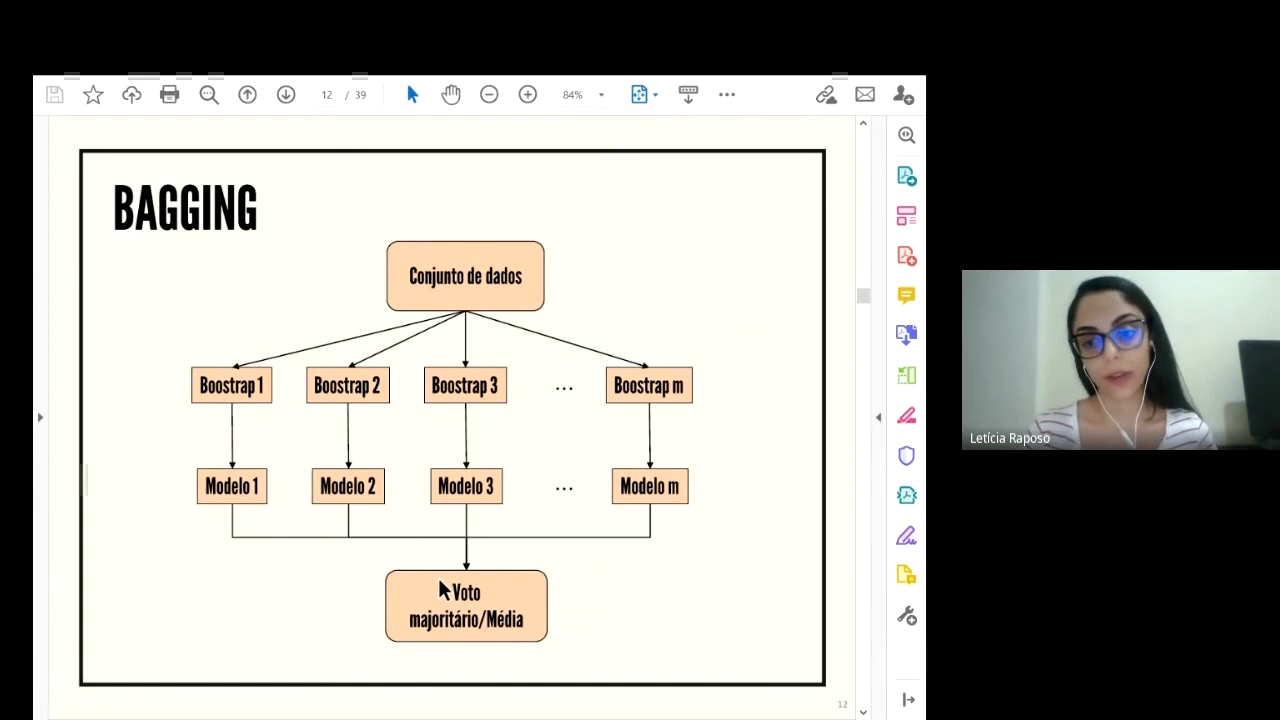 12 / 39
84%
BAGGING
Conjunto de dados
Boostrap 1
Boostrap 2
Boostrap 3
...
Boostrap m
Modelo 1
Modelo 2
Modelo 3
...
Modelo m
Voto
majoritário/Média
12
Letícia Raposo